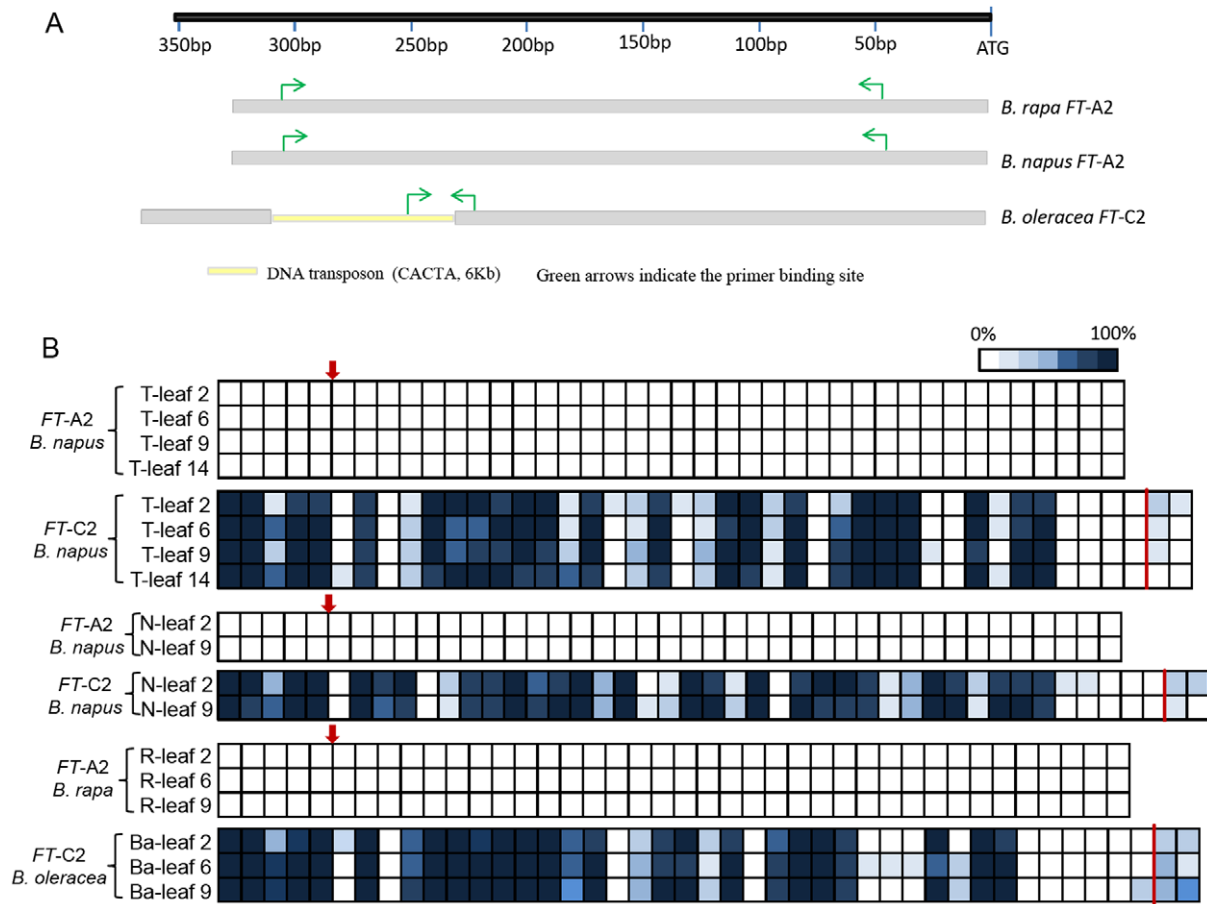 A
350bp 300bp 250bp 200bp 150bp 100bp 50bp ATG
B. rapa FT-A2
B. napus FT-A2
B. oleracea FT-C2
DNA transposon (CACTA, 6Kb) Green arrows indicate the primer binding site
B
0% 100%
FT-A2
B. napus
T-leaf 2
T-leaf 6
T-leaf 9
T-leaf 14
FT-C2
B. napus
T-leaf 2
T-leaf 6
T-leaf 9
T-leaf 14
FT-A2
B. napus
N-leaf 2
N-leaf 9
FT-C2
B. napus
N-leaf 2
N-leaf 9
FT-A2
B. rapa
R-leaf 2
R-leaf 6
R-leaf 9
FT-C2
B. oleracea
Ba-leaf 2
Ba-leaf 6
Ba-leaf 9